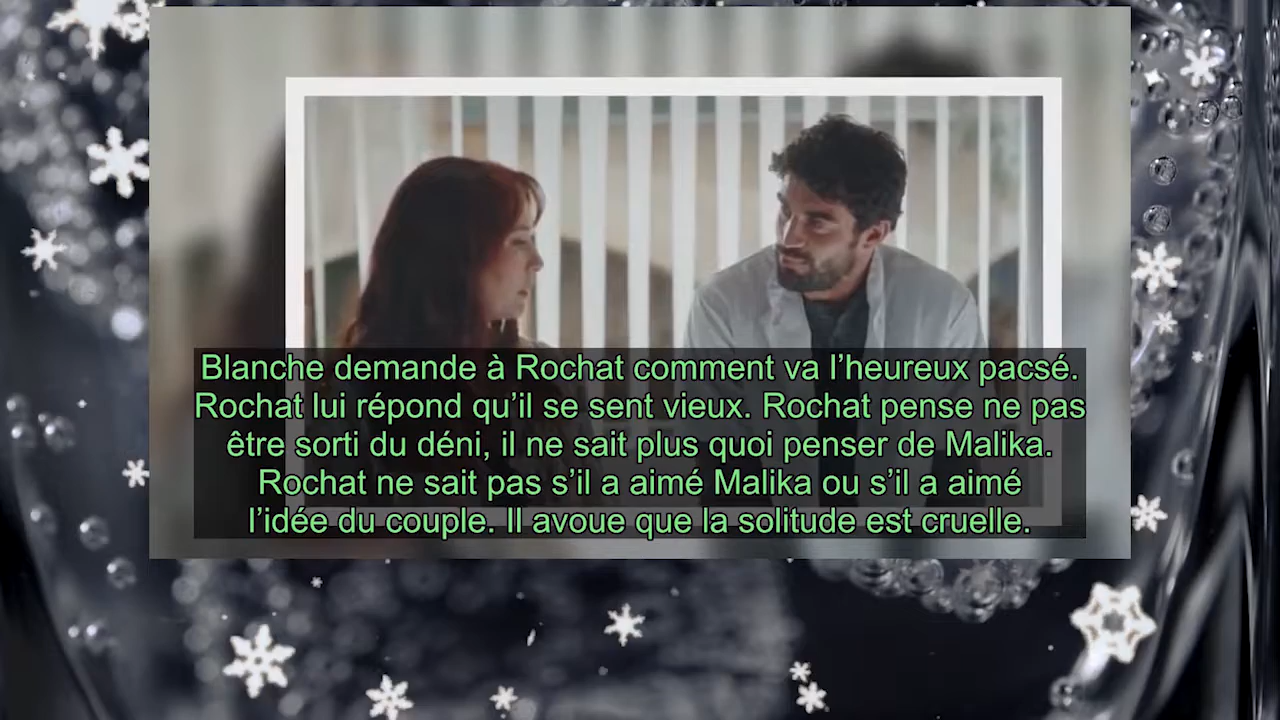 Blanche demande à Rochat comment va l’heureux pacsé.
Rochat lui répond qu’il se sent vieux. Rochat pense ne pas
être sorti du déni, il ne sait plus quoi penser de Malika.
Rochat ne sait pas s’il a aimé Malika ou s’il a aimé
l’idée du couple. Il avoue que la solitude est cruelle.